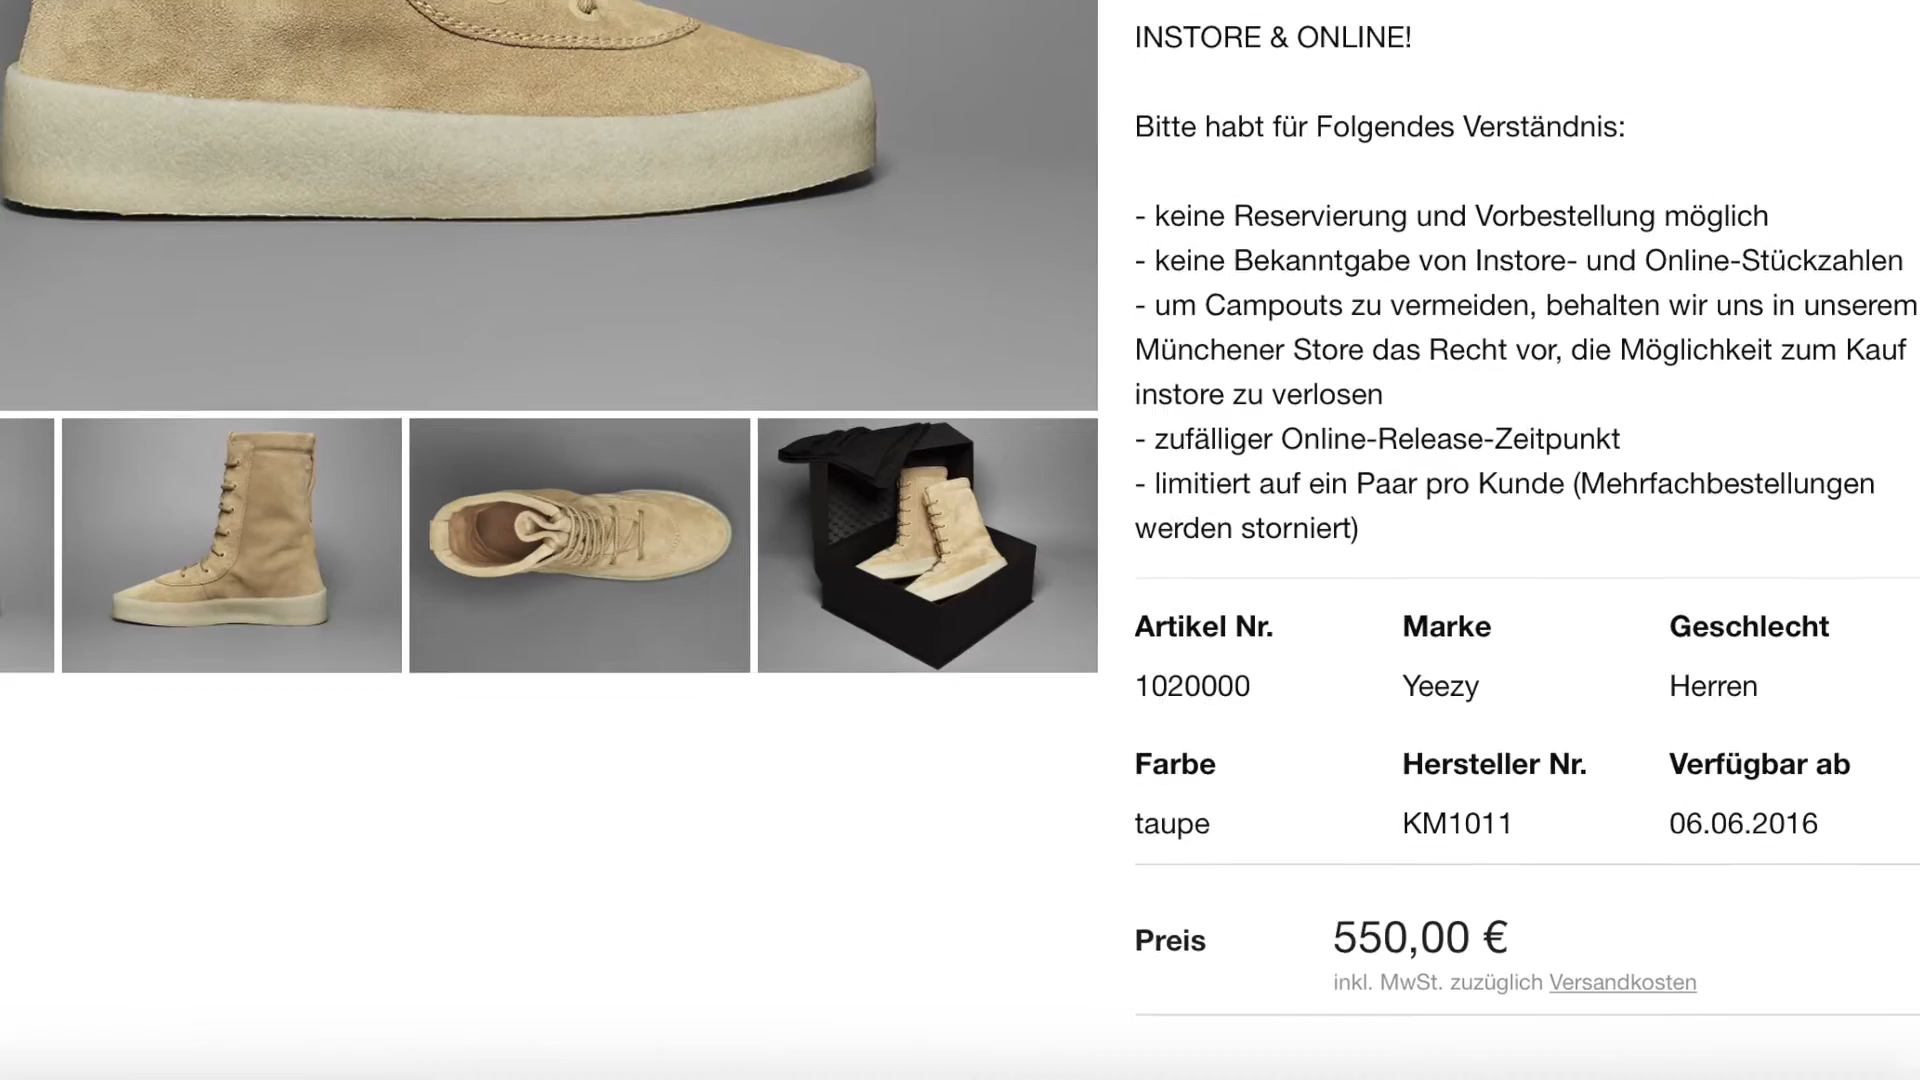 INSTORE & ONLINE!
Bitte habt für Folgendes Verständnis:
- keine Reservierung und Vorbestellung möglich
- keine Bekanntgabe von Instore- und Online-Stückzahlen
- um Campouts zu vermeiden, behalten wir uns in unserem
Münchener Store das Recht vor, die Möglichkeit zum Kauf
instore zu verlosen
- zufälliger Online-Release-Zeitpunkt
- limitiert auf ein Paar pro Kunde (Mehrfachbestellungen
werden storniert)
Artikel Nr. Marke Geschlecht
1020000 Yeezy Herren
Farbe Hersteller Nr. Verfügbar ab
taupe KM1011 06.06.2016
Preis 550,00 €
inkl. MwSt. zuzüglich Versandkosten